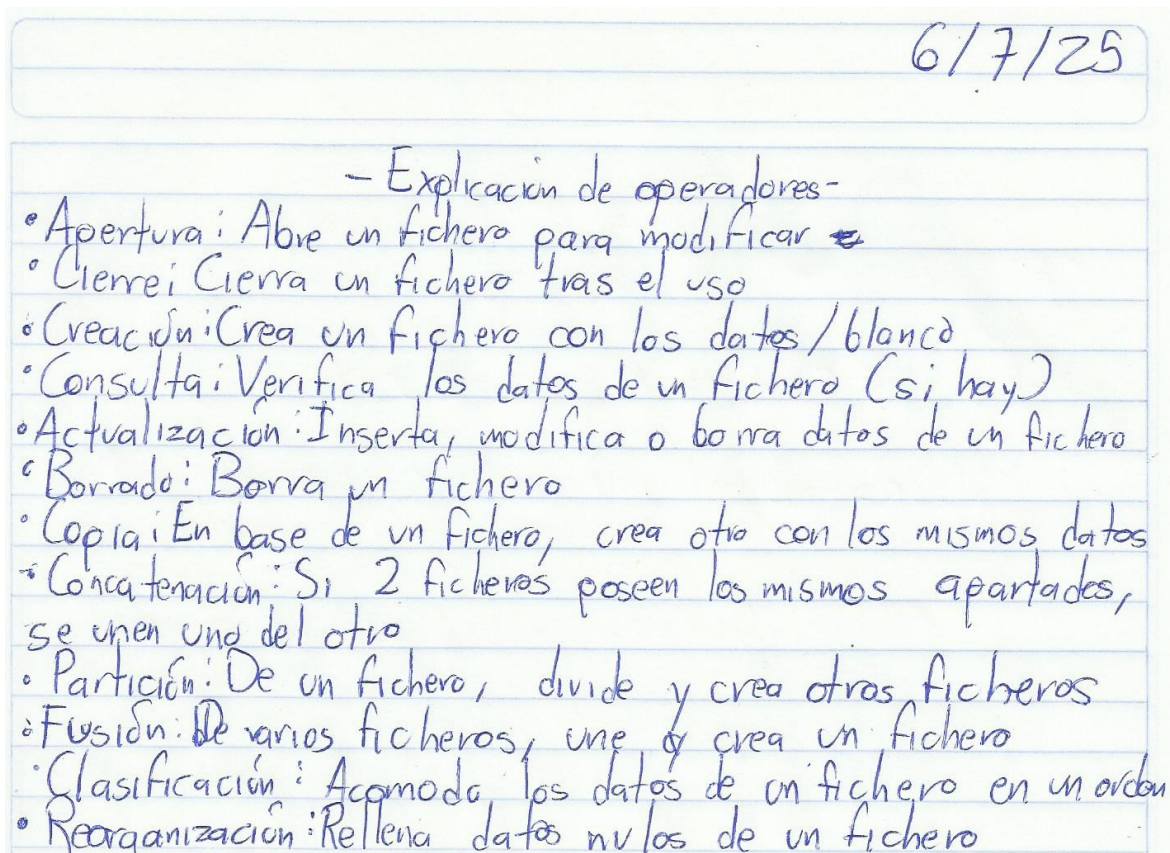 6/7/25
- Explicación de operadores -
• Apertura: Abre un fichero para modificar
• Cierre: Cierra un fichero tras el uso
• Creación: Crea un fichero con los datos/blanco
• Consulta: Verifica los datos de un fichero (si hay)
• Actualización: Inserta, modifica o borra datos de un fichero
• Borrado: Borra un fichero
• Copia: En base de un fichero, crea otro con los mismos datos
• Concatenación: Si 2 ficheros poseen los mismos apartados,
se unen uno del otro
• Partición: De un fichero, divide y crea otros ficheros
• Fusión: De varios ficheros, une y crea un fichero
• Clasificación: Acomoda los datos de un fichero en un orden
• Reorganización: Rellena datos nulos de un fichero